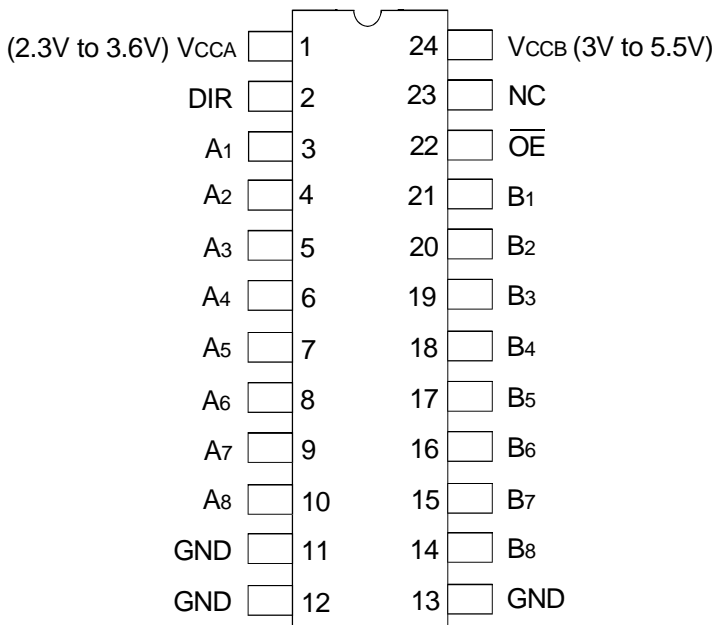 (2.3V to 3.6V) VCCA 1 24 VCCB (3V to 5.5V)
DIR 2 23 NC
A1 3 22 O̅E̅
A2 4 21 B1
A3 5 20 B2
A4 6 19 B3
A5 7 18 B4
A6 8 17 B5
A7 9 16 B6
A8 10 15 B7
GND 11 14 B8
GND 12 13 GND